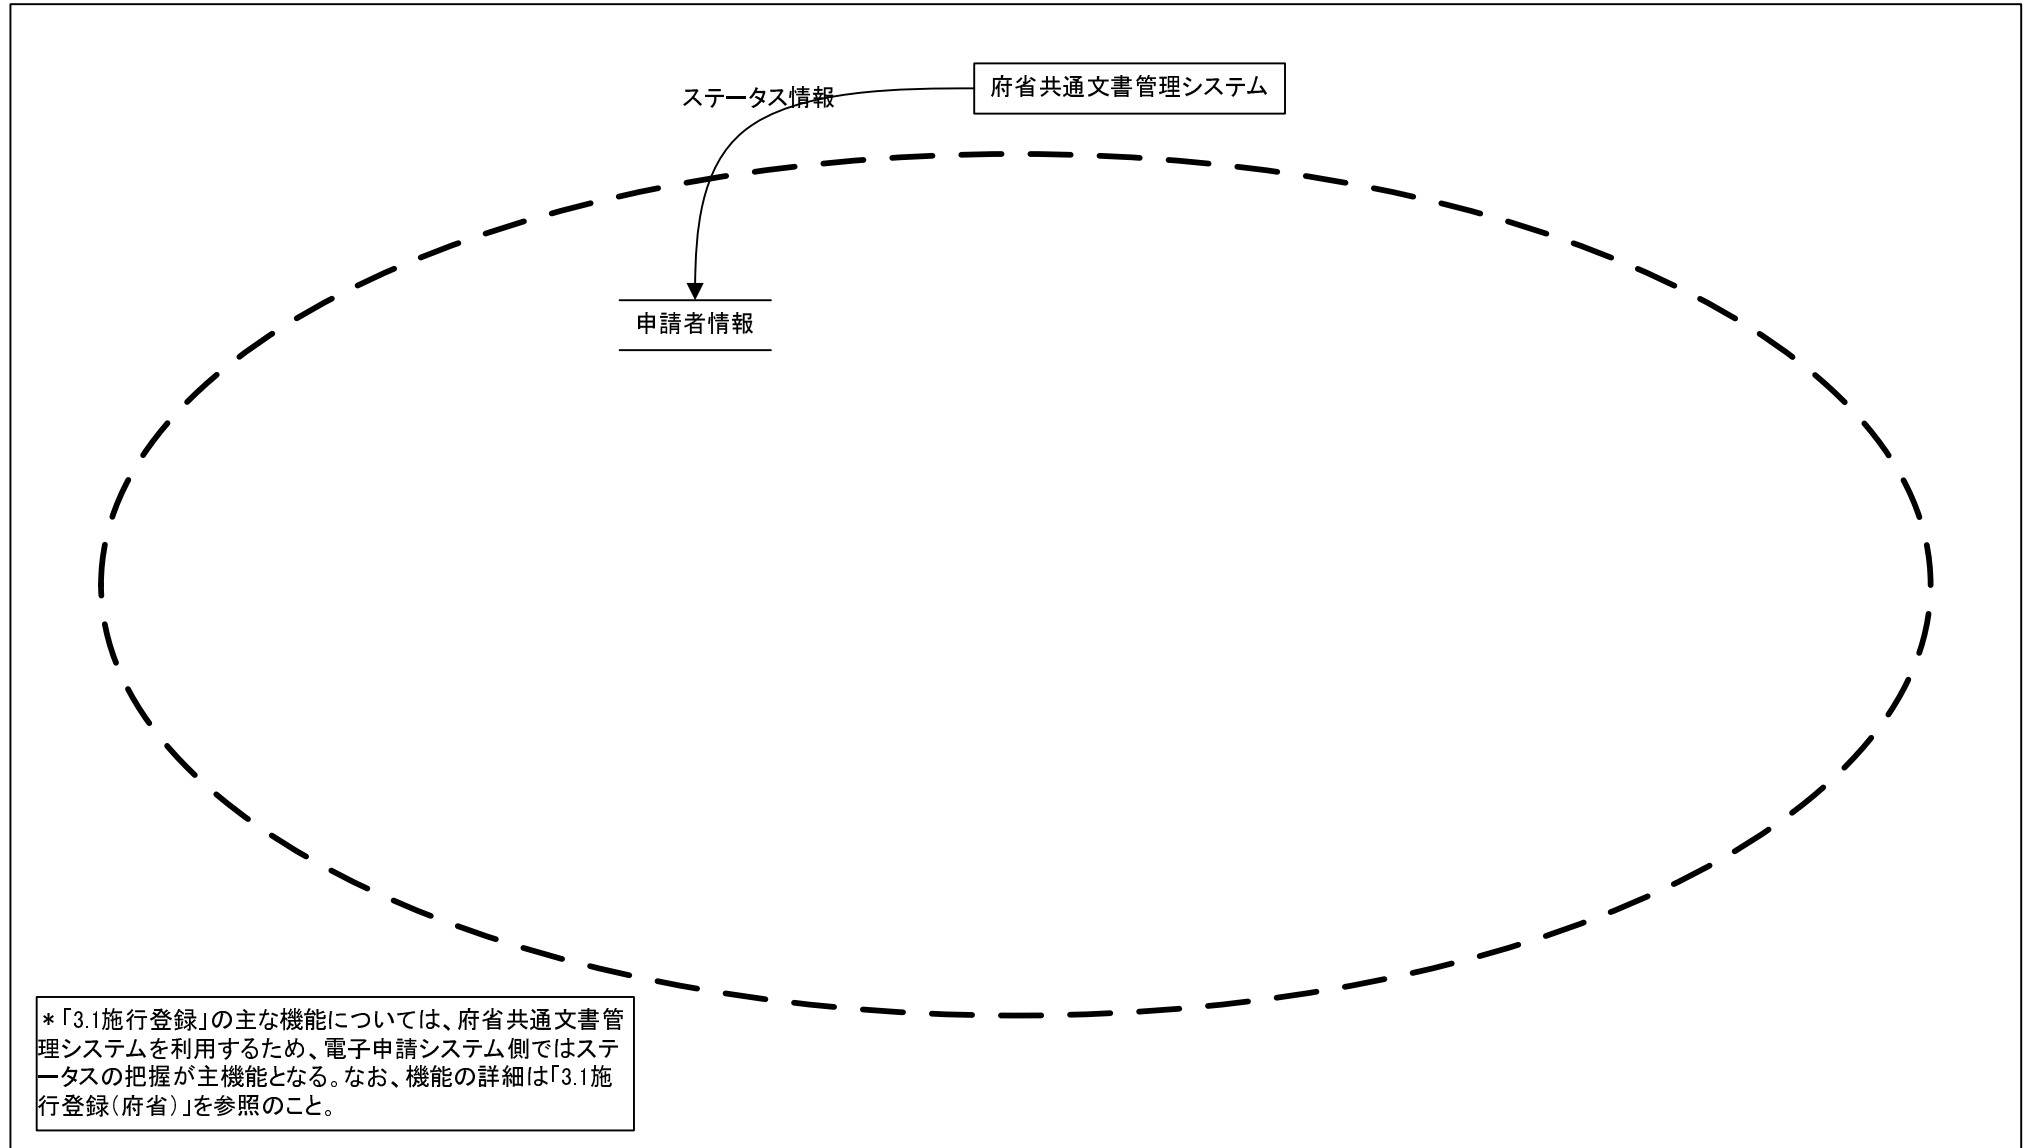 府省共通文書管理システム
ステータス情報
申請者情報
*「3.1施行登録」の主な機能については、府省共通文書管
理システムを利用するため、電子申請システム側ではステ
ータスの把握が主機能となる。なお、機能の詳細は「3.1施
行登録(府省)」を参照のこと。